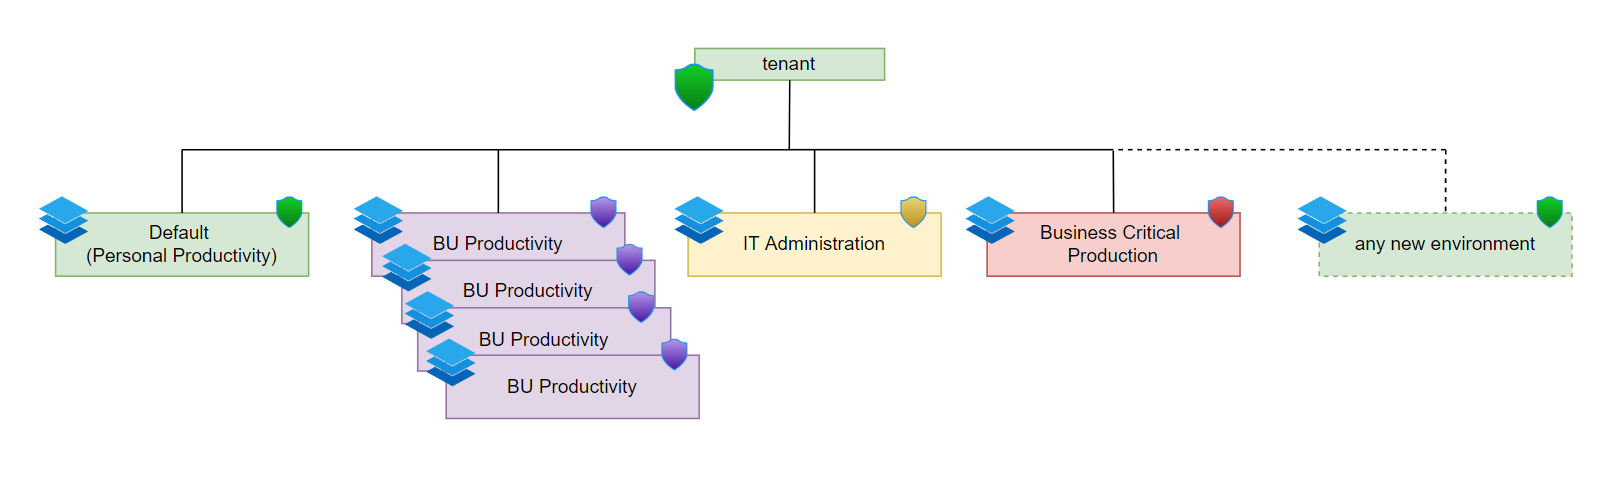 tenant
Default
(Personal Productivity)
BU Productivity
BU Productivity
BU Productivity
BU Productivity
IT Administration
Business Critical
Production
any new environment